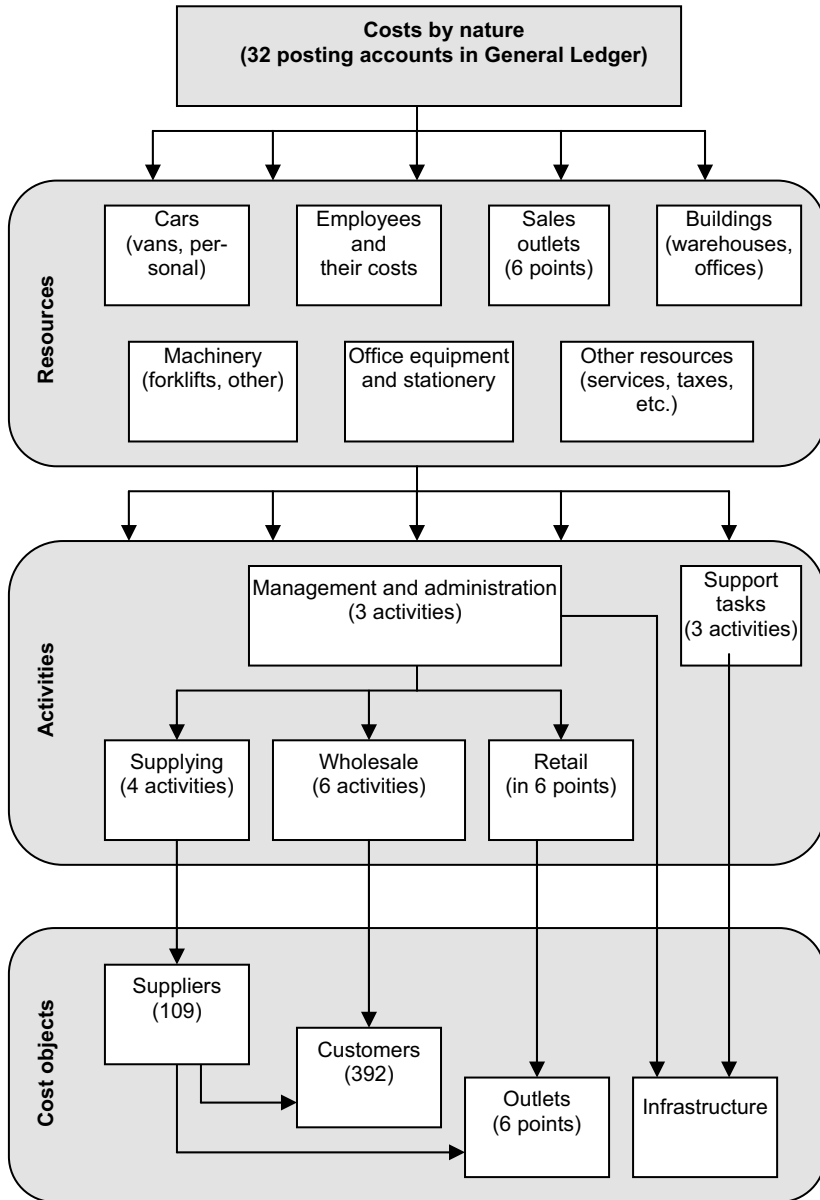 Costs by nature
(32 posting accounts in General Ledger)
Resources
Cars
(vans, per-
sonal)
Employees
and
their costs
Sales
outlets
(6 points)
Buildings
(warehouses,
offices)
Machinery
(forklifts, other)
Office equipment
and stationery
Other resources
(services, taxes,
etc.)
Activities
Management and administration
(3 activities)
Support
tasks
(3 activities)
Supplying
(4 activities)
Wholesale
(6 activities)
Retail
(in 6 points)
Cost objects
Suppliers
(109)
Customers
(392)
Outlets
(6 points)
Infrastructure